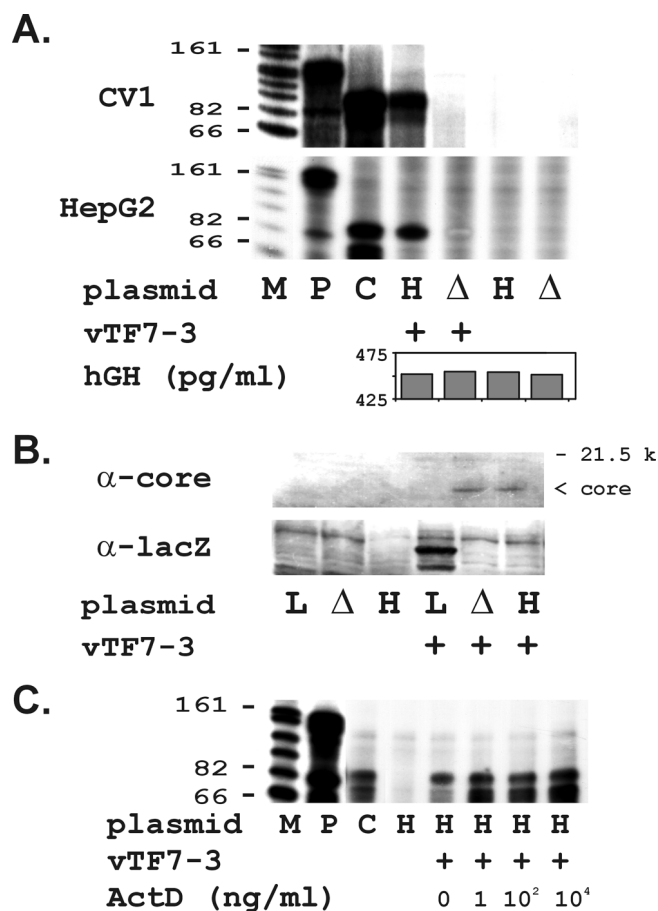 A.
161 -
CV1
82 -
66 -
161 -
HepG2
82 -
66 -
plasmid M P C H Δ H Δ
vTF7-3 + +
hGH (pg/ml) 475
425
B.
- 21.5 k
α-core < core
α-lacZ
plasmid L Δ H L Δ H
vTF7-3 + + +
C.
161 -
82 -
66 -
plasmid M P C H H H H H
vTF7-3 + + + +
ActD (ng/ml) 0 1 10² 10⁴